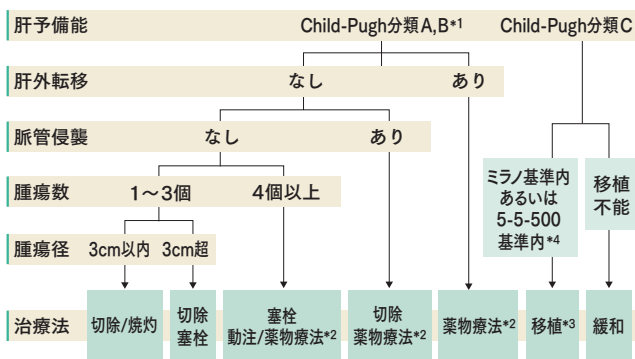 肝予備能
Child-Pugh分類A,B*1
Child-Pugh分類C
肝外転移
なし
あり
脈管侵襲
なし
あり
腫瘍数
1〜3個
4個以上
ミラノ基準内
あるいは
5-5-500
基準内*4
移植
不能
腫瘍径
3cm以内
3cm超
治療法
切除/焼灼
切除
塞栓
塞栓
動注/薬物療法*2
切除
薬物療法*2
薬物療法*2
移植*3
緩和